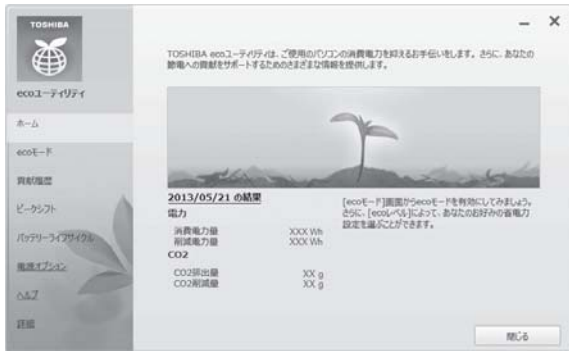 TOSHIBA
ecoユーティリティ
ホーム
ecoモード
貢献履歴
ピークシフト
バッテリーライフサイクル
電源オプション
ヘルプ
詳細
TOSHIBA ecoユーティリティは、ご使用のパソコンの消費電力を抑えるお手伝いをします。さらに、あなたの
節電への貢献をサポートするためのさまざまな情報を提供します。
2013/05/21 の結果
電力
消費電力量 XXX Wh
削減電力量 XXX Wh
CO2
CO2排出量 XX g
CO2削減量 XX g
[ecoモード]画面からecoモードを有効にしてみましょう。
さらに、[ecoレベル]によって、あなたのお好みの省電力
設定を選ぶことができます。
閉じる